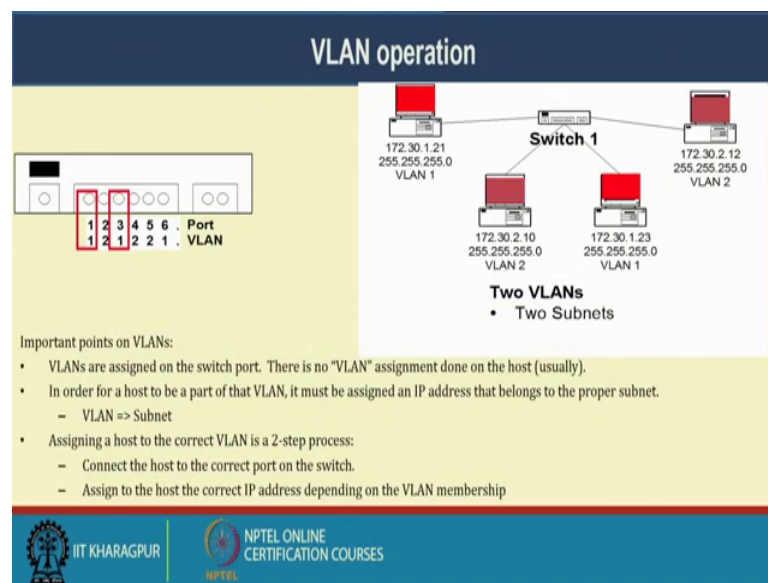 VLAN operation
1 2 3 4 5 6 . Port
1 2 1 2 2 1 . VLAN
172.30.1.21
255.255.255.0
VLAN 1
Switch 1
172.30.2.12
255.255.255.0
VLAN 2
172.30.2.10
255.255.255.0
VLAN 2
172.30.1.23
255.255.255.0
VLAN 1
Two VLANs
• Two Subnets
Important points on VLANs:
• VLANs are assigned on the switch port. There is no “VLAN” assignment done on the host (usually).
• In order for a host to be a part of that VLAN, it must be assigned an IP address that belongs to the proper subnet.
– VLAN => Subnet
• Assigning a host to the correct VLAN is a 2-step process:
– Connect the host to the correct port on the switch.
– Assign to the host the correct IP address depending on the VLAN membership
IIT KHARAGPUR
NPTEL
NPTEL ONLINE
CERTIFICATION COURSES